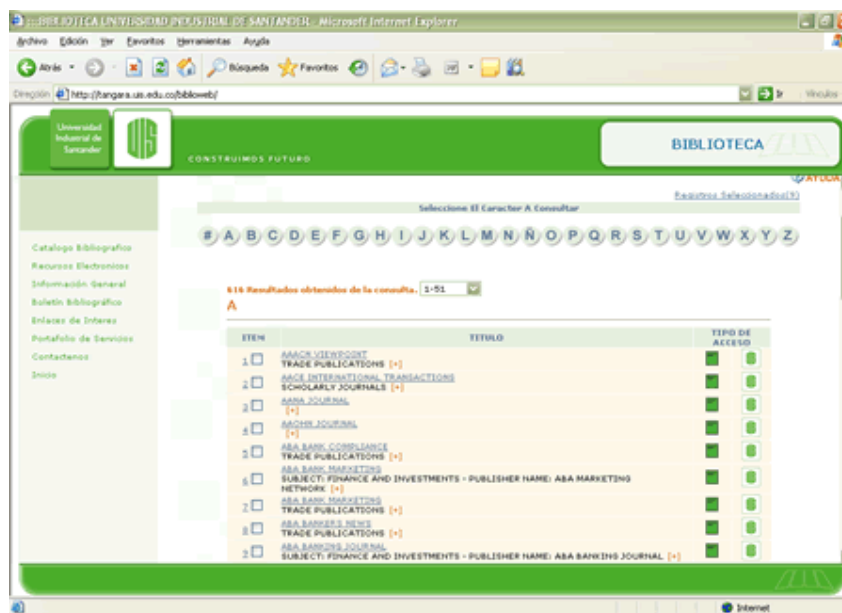 :::BIBLIOTECA UNIVERSIDAD INDUSTRIAL DE SANTANDER - Microsoft Internet Explorer
Archivo Edición Ver Favoritos Herramientas Ayuda
Atrás Búsqueda Favoritos
Dirección http://tangara.uis.edu.co/biblioweb/ Ir Vínculos
Universidad
Industrial de
Santander
UIS
CONSTRUIMOS FUTURO
BIBLIOTECA
AYUDA
Registros Seleccionados(9)
Seleccione El Caracter A Consultar
# A B C D E F G H I J K L M N Ñ O P Q R S T U V W X Y Z
Catalogo Bibliografico
Recursos Electronicos
Información General
Boletín Bibliográfico
Enlaces de Interes
Portafolio de Servicios
Contactenos
Inicio
616 Resultados obtenidos de la consulta. 1-51
A
ITEM TITULO TIPO DE ACCESO
1 AAACN VIEWPOINT
TRADE PUBLICATIONS [+]
2 AACE INTERNATIONAL TRANSACTIONS
SCHOLARLY JOURNALS [+]
3 AANA JOURNAL
[+]
4 AAOHN JOURNAL
[+]
5 ABA BANK COMPLIANCE
TRADE PUBLICATIONS [+]
6 ABA BANK MARKETING
SUBJECT: FINANCE AND INVESTMENTS - PUBLISHER NAME: ABA MARKETING
NETWORK [+]
7 ABA BANK MARKETING
TRADE PUBLICATIONS [+]
8 ABA BANKERS NEWS
TRADE PUBLICATIONS [+]
9 ABA BANKING JOURNAL
SUBJECT: FINANCE AND INVESTMENTS - PUBLISHER NAME: ABA BANKING JOURNAL [+]
Internet